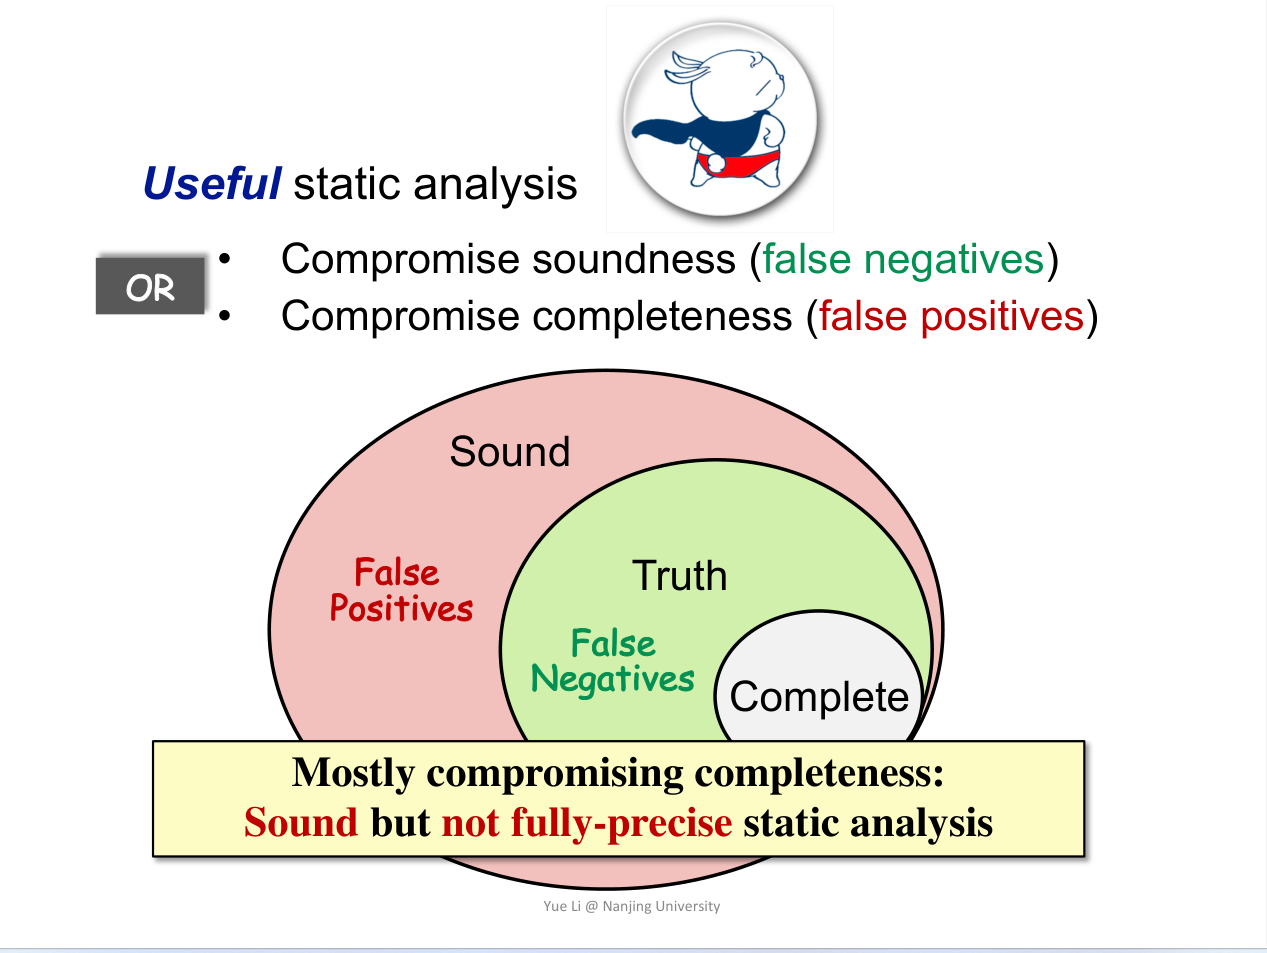 Useful static analysis
OR
• Compromise soundness (false negatives)
• Compromise completeness (false positives)
Sound
False
Positives
Truth
False
Negatives
Complete
Mostly compromising completeness:
Sound but not fully-precise static analysis
Yue Li @ Nanjing University